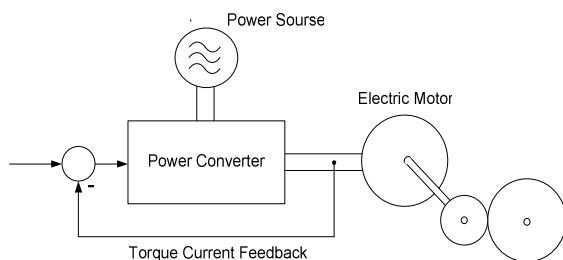 Power Sourse
Electric Motor
Power Converter
-
Torque Current Feedback